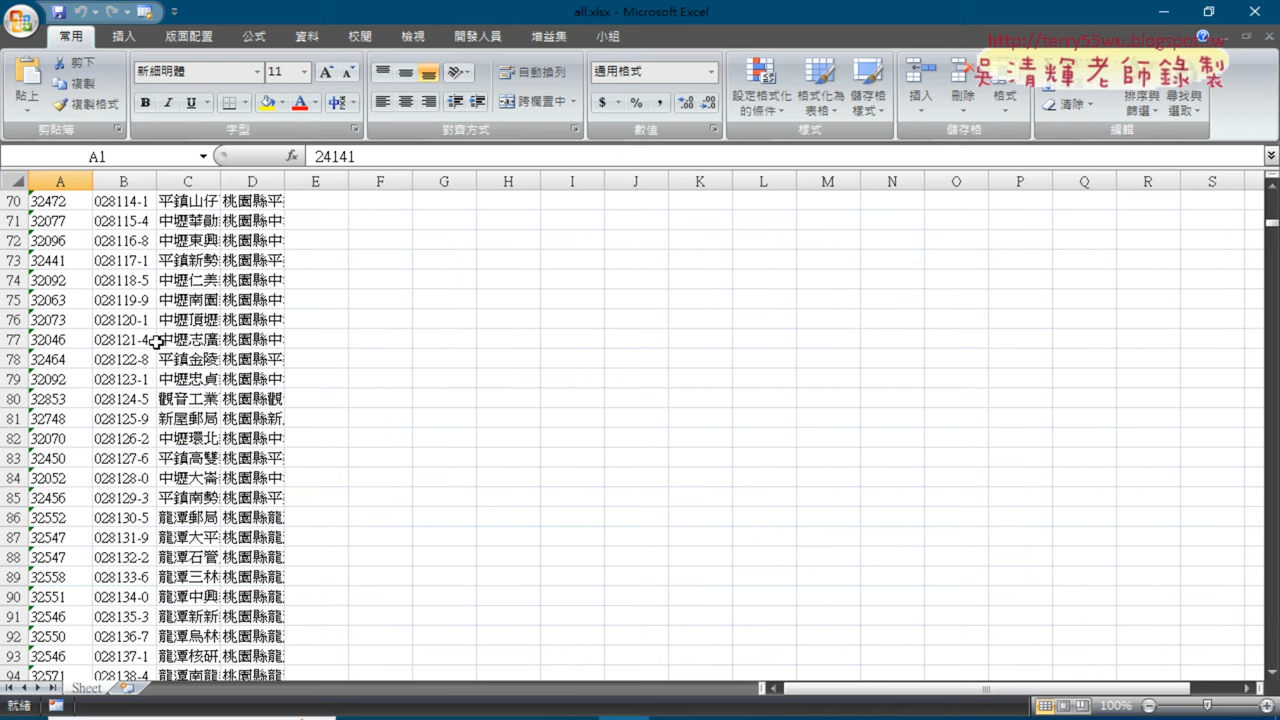 all.xlsx - Microsoft Excel
常用 插入 版面配置 公式 資料 校閱 檢視 開發人員 增益集 小組
http://terry55wu.blogspot.tw
吳清輝老師錄製
貼上 剪下 複製 複製格式 剪貼簿
新細明體 11 字型
自動換列 跨欄置中 對齊方式
通用格式 數值
設定格式化的條件 格式化為表格 儲存格樣式 樣式
插入 刪除 格式 儲存格
清除 排序與篩選 尋找與選取 編輯
A1 fx 24141
A B C D E F G H I J K L M N O P Q R S
70 32472 028114-1 平鎮山仔 桃園縣平
71 32077 028115-4 中壢華勛 桃園縣中
72 32096 028116-8 中壢東興 桃園縣中
73 32441 028117-1 平鎮新勢 桃園縣平
74 32092 028118-5 中壢仁美 桃園縣中
75 32063 028119-9 中壢南園 桃園縣中
76 32073 028120-1 中壢頂壢 桃園縣中
77 32046 028121-4 中壢志廣 桃園縣中
78 32464 028122-8 平鎮金陵 桃園縣平
79 32092 028123-1 中壢忠貞 桃園縣中
80 32853 028124-5 觀音工業 桃園縣觀
81 32748 028125-9 新屋郵局 桃園縣新
82 32070 028126-2 中壢環北 桃園縣中
83 32450 028127-6 平鎮高雙 桃園縣平
84 32052 028128-0 中壢大崙 桃園縣中
85 32456 028129-3 平鎮南勢 桃園縣平
86 32552 028130-5 龍潭郵局 桃園縣龍
87 32547 028131-9 龍潭大平 桃園縣龍
88 32547 028132-2 龍潭石管 桃園縣龍
89 32558 028133-6 龍潭三林 桃園縣龍
90 32551 028134-0 龍潭中興 桃園縣龍
91 32546 028135-3 龍潭新新 桃園縣龍
92 32550 028136-7 龍潭烏林 桃園縣龍
93 32546 028137-1 龍潭核研 桃園縣龍
94 32571 028138-4 龍潭南龍 桃園縣龍
Sheet
就緒 100%